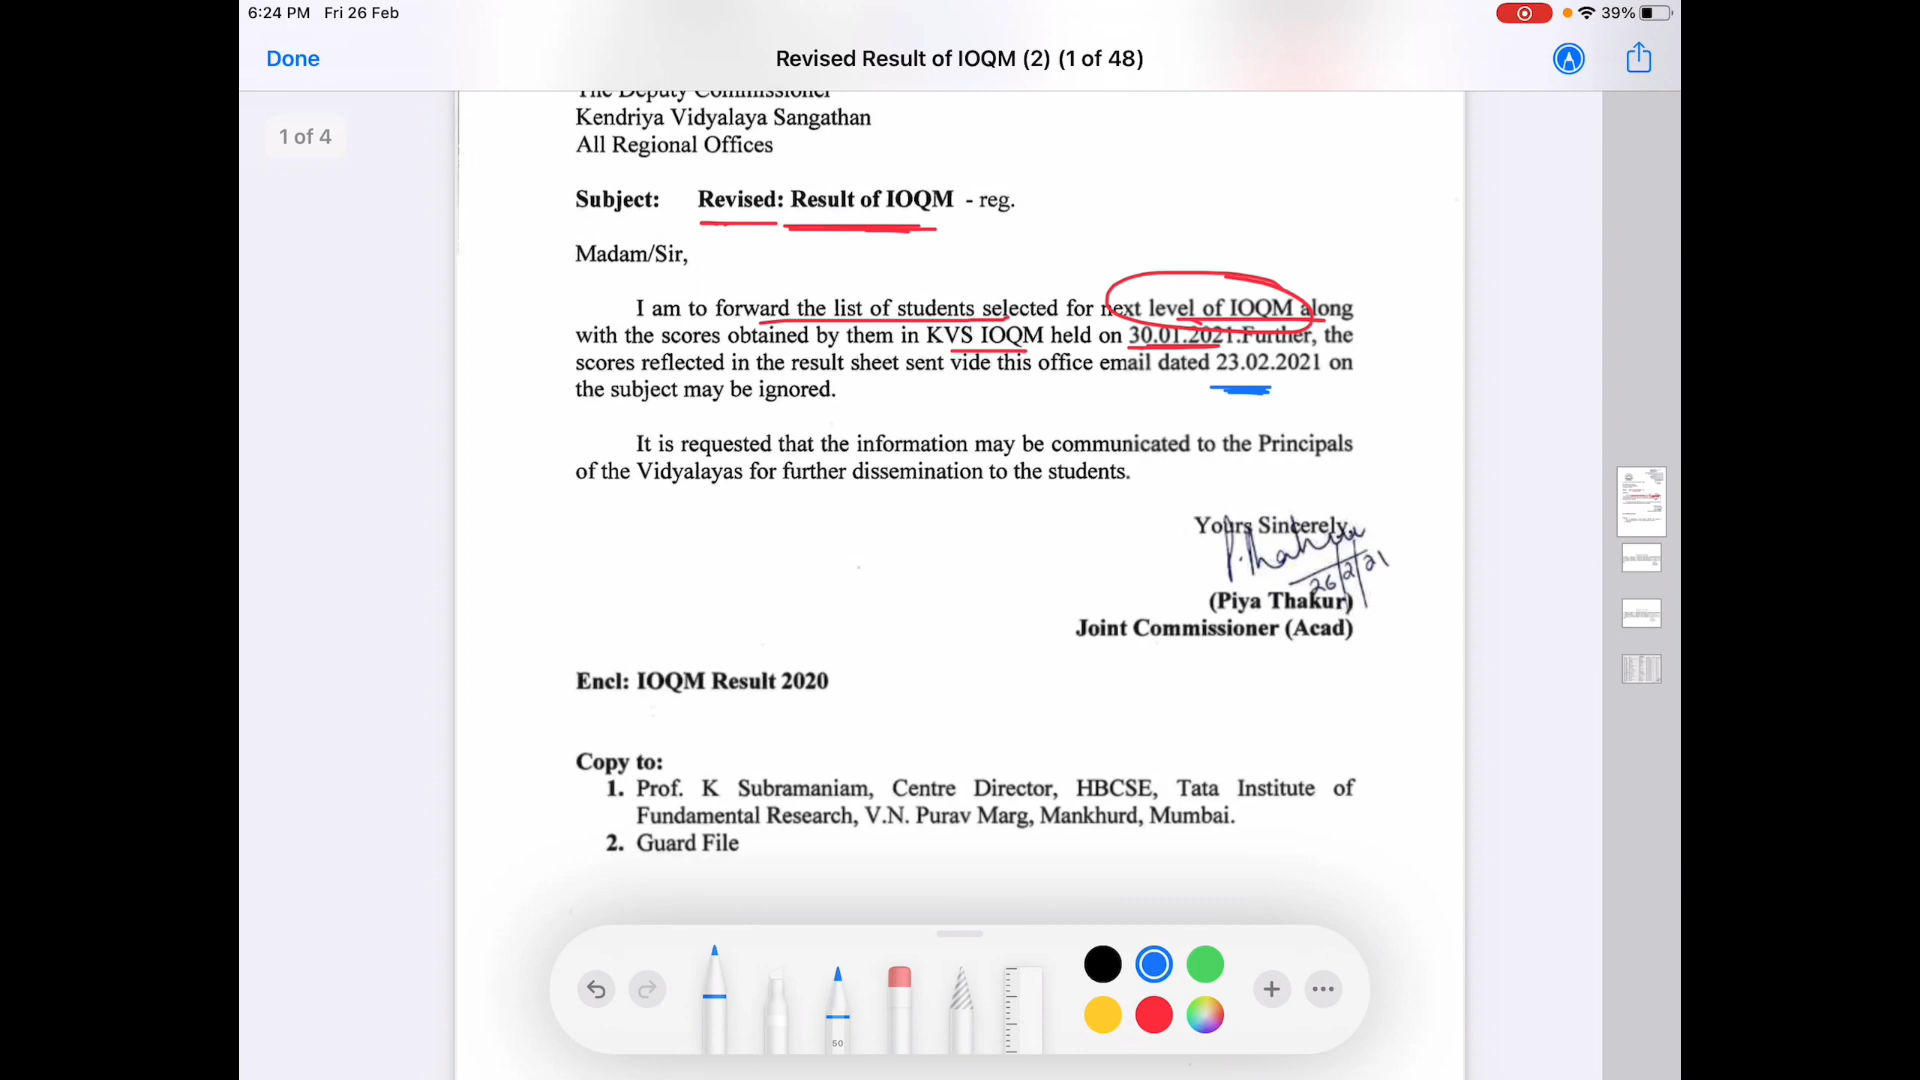 6:24 PM Fri 26 Feb
39%
Done
Revised Result of IOQM (2) (1 of 48)
The Deputy Commissioner
Kendriya Vidyalaya Sangathan
1 of 4
All Regional Offices
Subject: Revised: Result of IOQM - reg.
Madam/Sir,
I am to forward the list of students selected for next level of IOQM along
with the scores obtained by them in KVS IOQM held on 30.01.2021.Further, the
scores reflected in the result sheet sent vide this office email dated 23.02.2021 on
the subject may be ignored.
It is requested that the information may be communicated to the Principals
of the Vidyalayas for further dissemination to the students.
Yours Sincerely,
P.Thakur
26/2/21
(Piya Thakur)
Joint Commissioner (Acad)
Encl: IOQM Result 2020
Copy to:
1. Prof. K Subramaniam, Centre Director, HBCSE, Tata Institute of
Fundamental Research, V.N. Purav Marg, Mankhurd, Mumbai.
2. Guard File
50